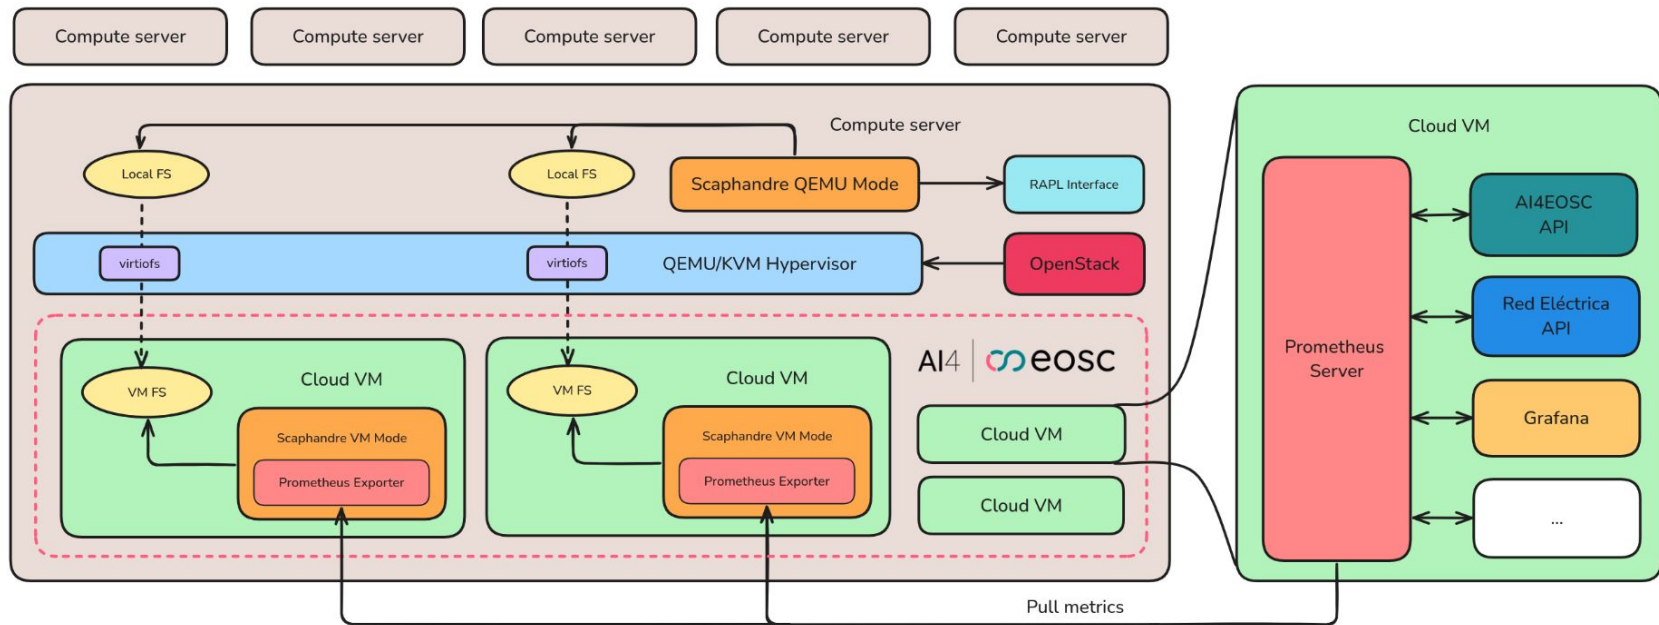 Compute server
Compute server
Compute server
Compute server
Compute server
Compute server
Local FS
Local FS
Scaphandre QEMU Mode
RAPL Interface
virtiofs
virtiofs
QEMU/KVM Hypervisor
OpenStack
AI4 eosc
Cloud VM
VM FS
Scaphandre VM Mode
Prometheus Exporter
Cloud VM
VM FS
Scaphandre VM Mode
Prometheus Exporter
Cloud VM
Cloud VM
Cloud VM
Prometheus
Server
AI4EOSC
API
Red Eléctrica
API
Grafana
...
Pull metrics